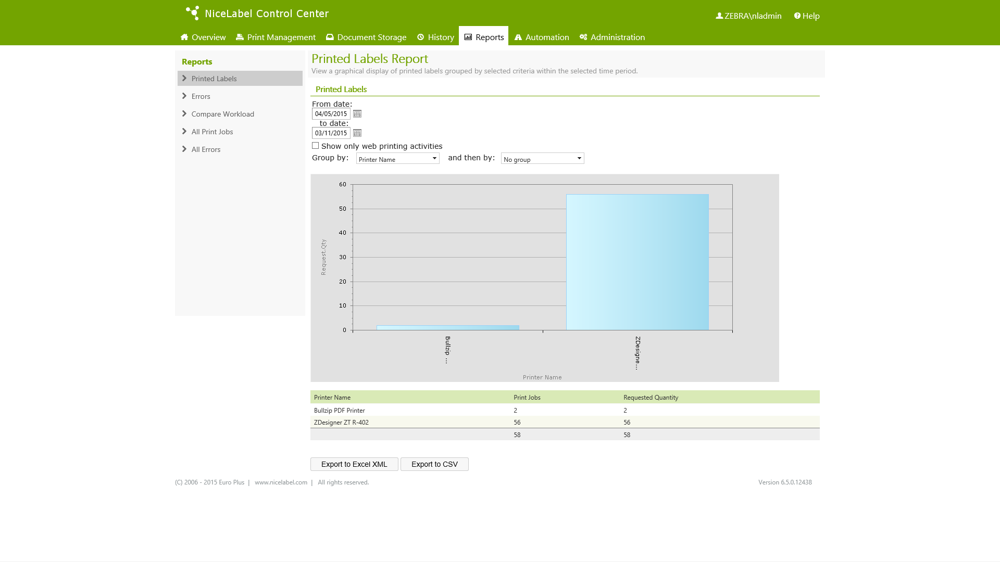 NiceLabel Control Center
ZEBRA\nladmin Help
Overview Print Management Document Storage History Reports Automation Administration
Reports
Printed Labels
Errors
Compare Workload
All Print Jobs
All Errors
Printed Labels Report
View a graphical display of printed labels grouped by selected criteria within the selected time period.
Printed Labels
From date:
04/05/2015
to date:
03/11/2015
Show only web printing activities
Group by: Printer Name and then by: No group
60
50
40
30
20
10
0
Request.Qty
Bullzip ...
ZDesigne...
Printer Name
Printer Name Print Jobs Requested Quantity
Bullzip PDF Printer 2 2
ZDesigner ZT R-402 56 56
58 58
Export to Excel XML Export to CSV
(C) 2006 - 2015 Euro Plus | www.nicelabel.com | All rights reserved. Version 6.5.0.12438